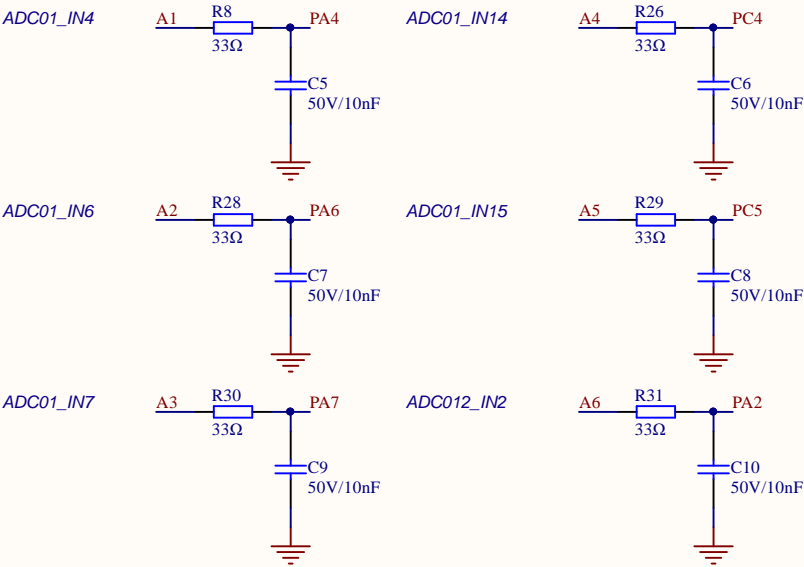 ADC01_IN4 A1 R8 PA4
33Ω
C5
50V/10nF
ADC01_IN14 A4 R26 PC4
33Ω
C6
50V/10nF
ADC01_IN6 A2 R28 PA6
33Ω
C7
50V/10nF
ADC01_IN15 A5 R29 PC5
33Ω
C8
50V/10nF
ADC01_IN7 A3 R30 PA7
33Ω
C9
50V/10nF
ADC012_IN2 A6 R31 PA2
33Ω
C10
50V/10nF